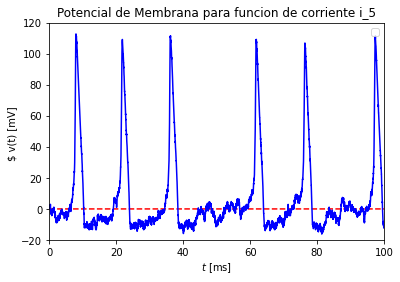 Potencial de Membrana para funcion de corriente i_5
120
100
80
60
40
20
0
−20
$ v(t) [mV]
0 20 40 60 80 100
t [ms]